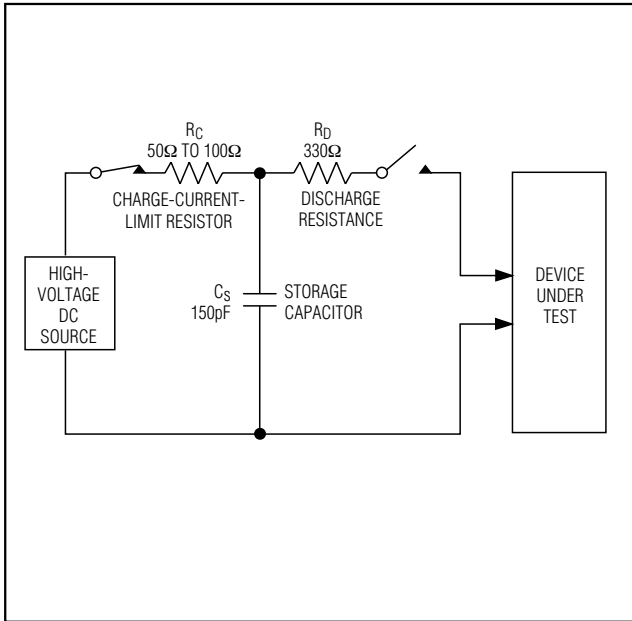 R_C
50Ω TO 100Ω
CHARGE-CURRENT-
LIMIT RESISTOR
R_D
330Ω
DISCHARGE
RESISTANCE
HIGH-
VOLTAGE
DC
SOURCE
C_S
150pF
STORAGE
CAPACITOR
DEVICE
UNDER
TEST